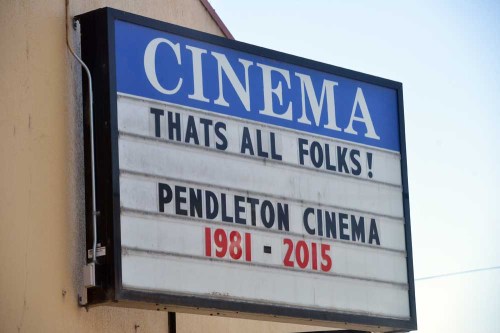 CINEMA
THATS ALL FOLKS!
PENDLETON CINEMA
1981 - 2015